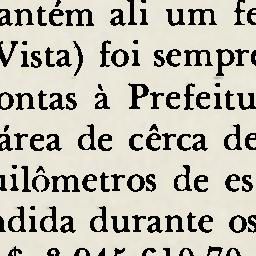 antém ali um fe
Vista) foi sempre
ontas à Prefeitu
área de cêrca de
uilômetros de es
ndida durante os